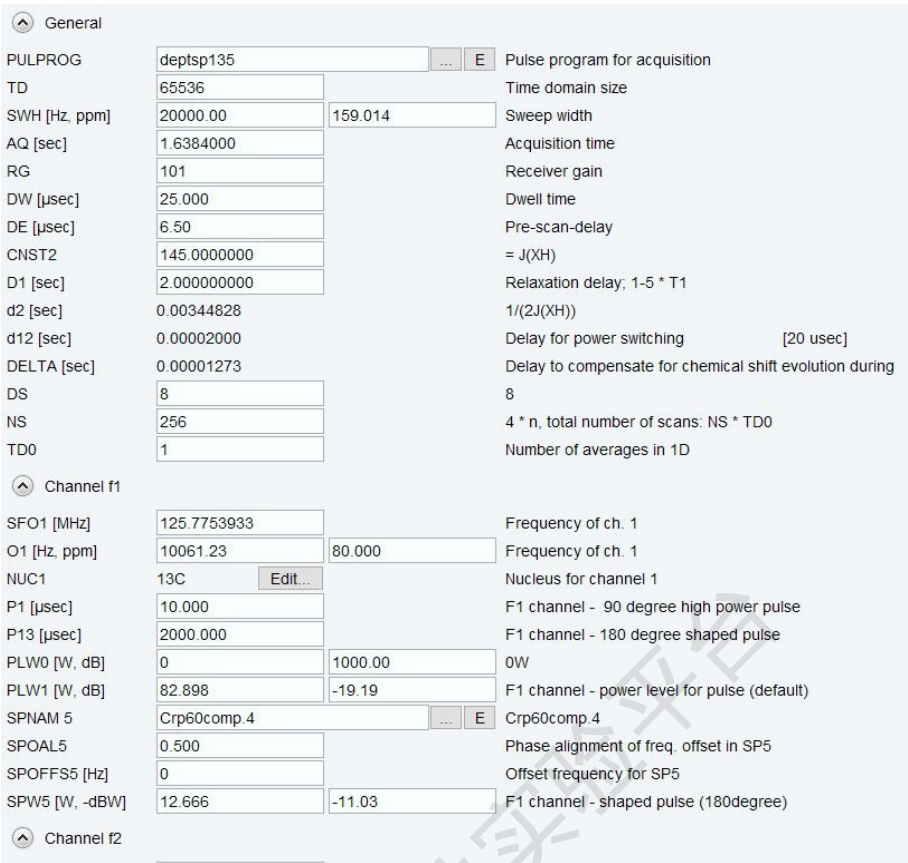 General
PULPROG deptsp135 ... E Pulse program for acquisition
TD 65536 Time domain size
SWH [Hz, ppm] 20000.00 159.014 Sweep width
AQ [sec] 1.6384000 Acquisition time
RG 101 Receiver gain
DW [µsec] 25.000 Dwell time
DE [µsec] 6.50 Pre-scan-delay
CNST2 145.0000000 = J(XH)
D1 [sec] 2.000000000 Relaxation delay; 1-5 * T1
d2 [sec] 0.00344828 1/(2J(XH))
d12 [sec] 0.00002000 Delay for power switching [20 usec]
DELTA [sec] 0.00001273 Delay to compensate for chemical shift evolution during
DS 8 8
NS 256 4 * n, total number of scans: NS * TD0
TD0 1 Number of averages in 1D
Channel f1
SFO1 [MHz] 125.7753933 Frequency of ch. 1
O1 [Hz, ppm] 10061.23 80.000 Frequency of ch. 1
NUC1 13C Edit... Nucleus for channel 1
P1 [µsec] 10.000 F1 channel - 90 degree high power pulse
P13 [µsec] 2000.000 F1 channel - 180 degree shaped pulse
PLW0 [W, dB] 0 1000.00 0W
PLW1 [W, dB] 82.898 -19.19 F1 channel - power level for pulse (default)
SPNAM 5 Crp60comp.4 ... E Crp60comp.4
SPOAL5 0.500 Phase alignment of freq. offset in SP5
SPOFFS5 [Hz] 0 Offset frequency for SP5
SPW5 [W, -dBW] 12.666 -11.03 F1 channel - shaped pulse (180degree)
Channel f2
实验平台